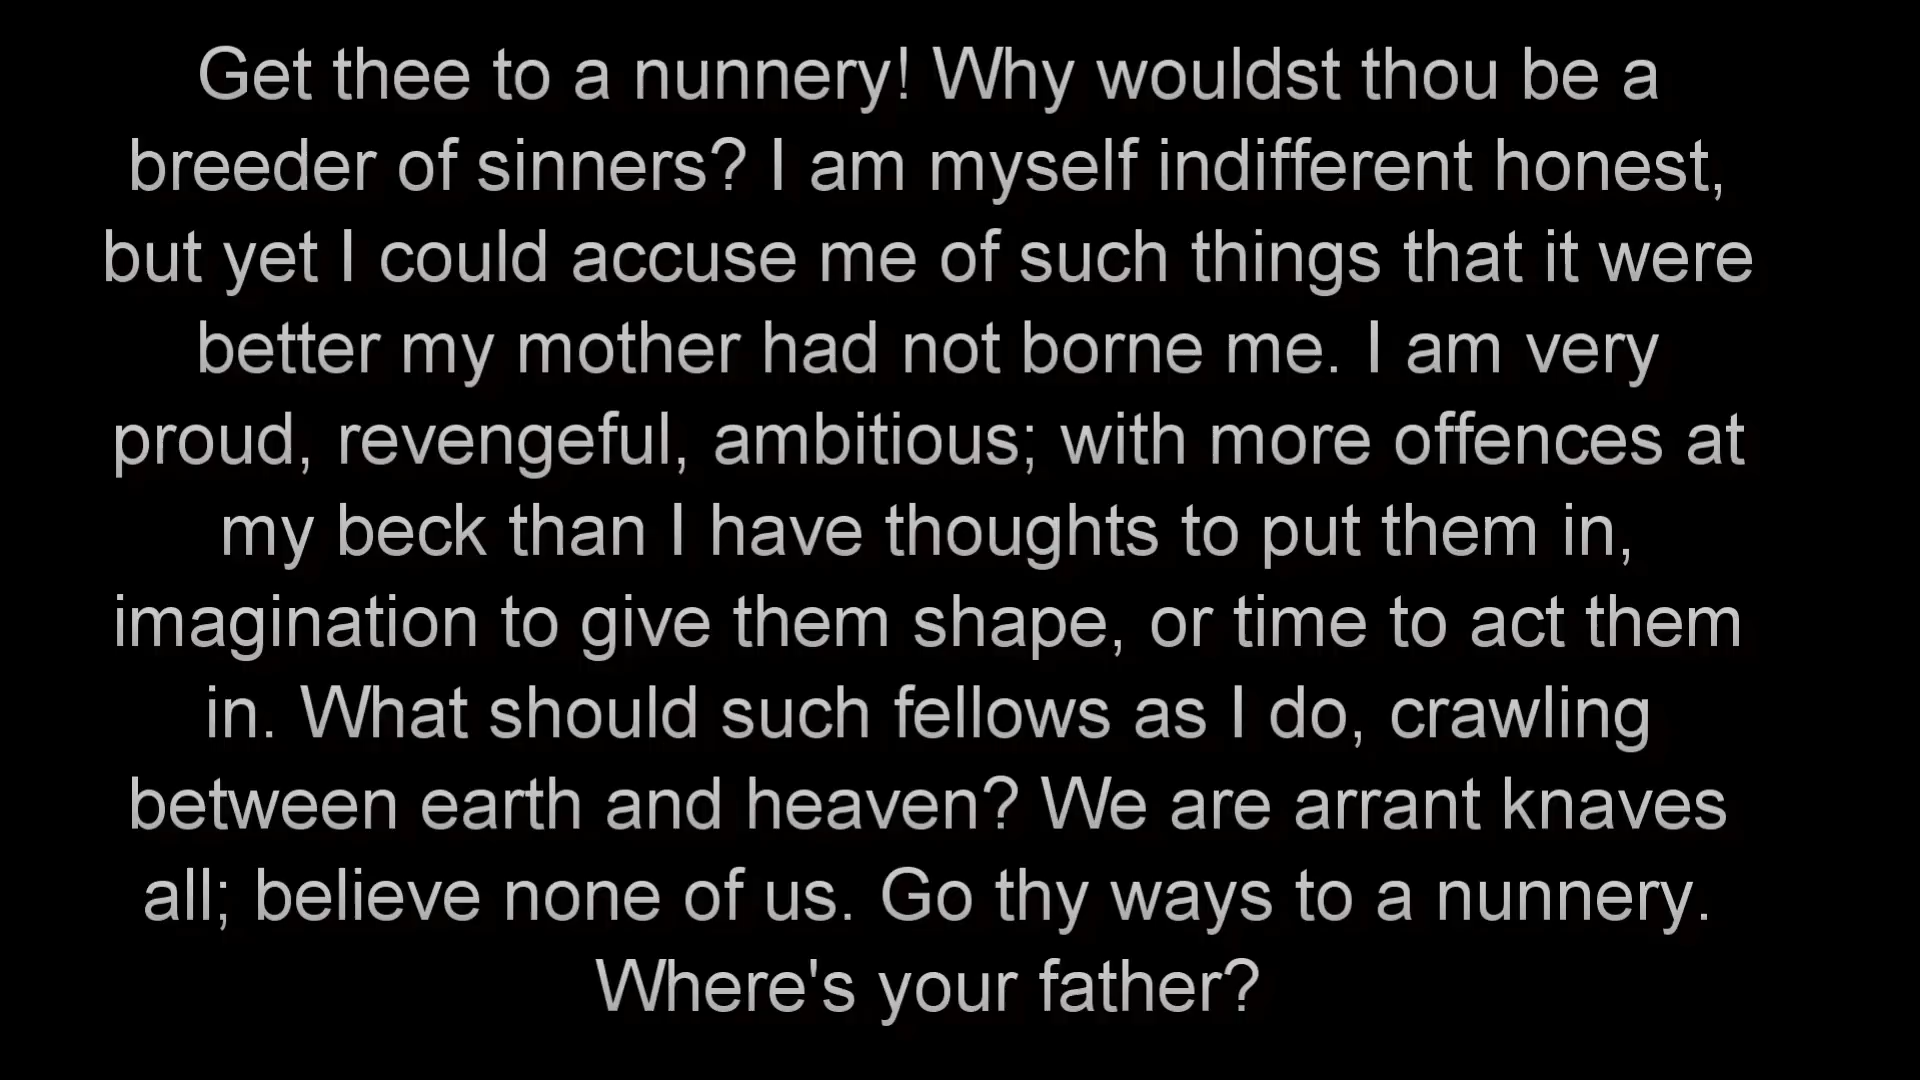 Get thee to a nunnery! Why wouldst thou be a
breeder of sinners? I am myself indifferent honest,
but yet I could accuse me of such things that it were
better my mother had not borne me. I am very
proud, revengeful, ambitious; with more offences at
my beck than I have thoughts to put them in,
imagination to give them shape, or time to act them
in. What should such fellows as I do, crawling
between earth and heaven? We are arrant knaves
all; believe none of us. Go thy ways to a nunnery.
Where's your father?